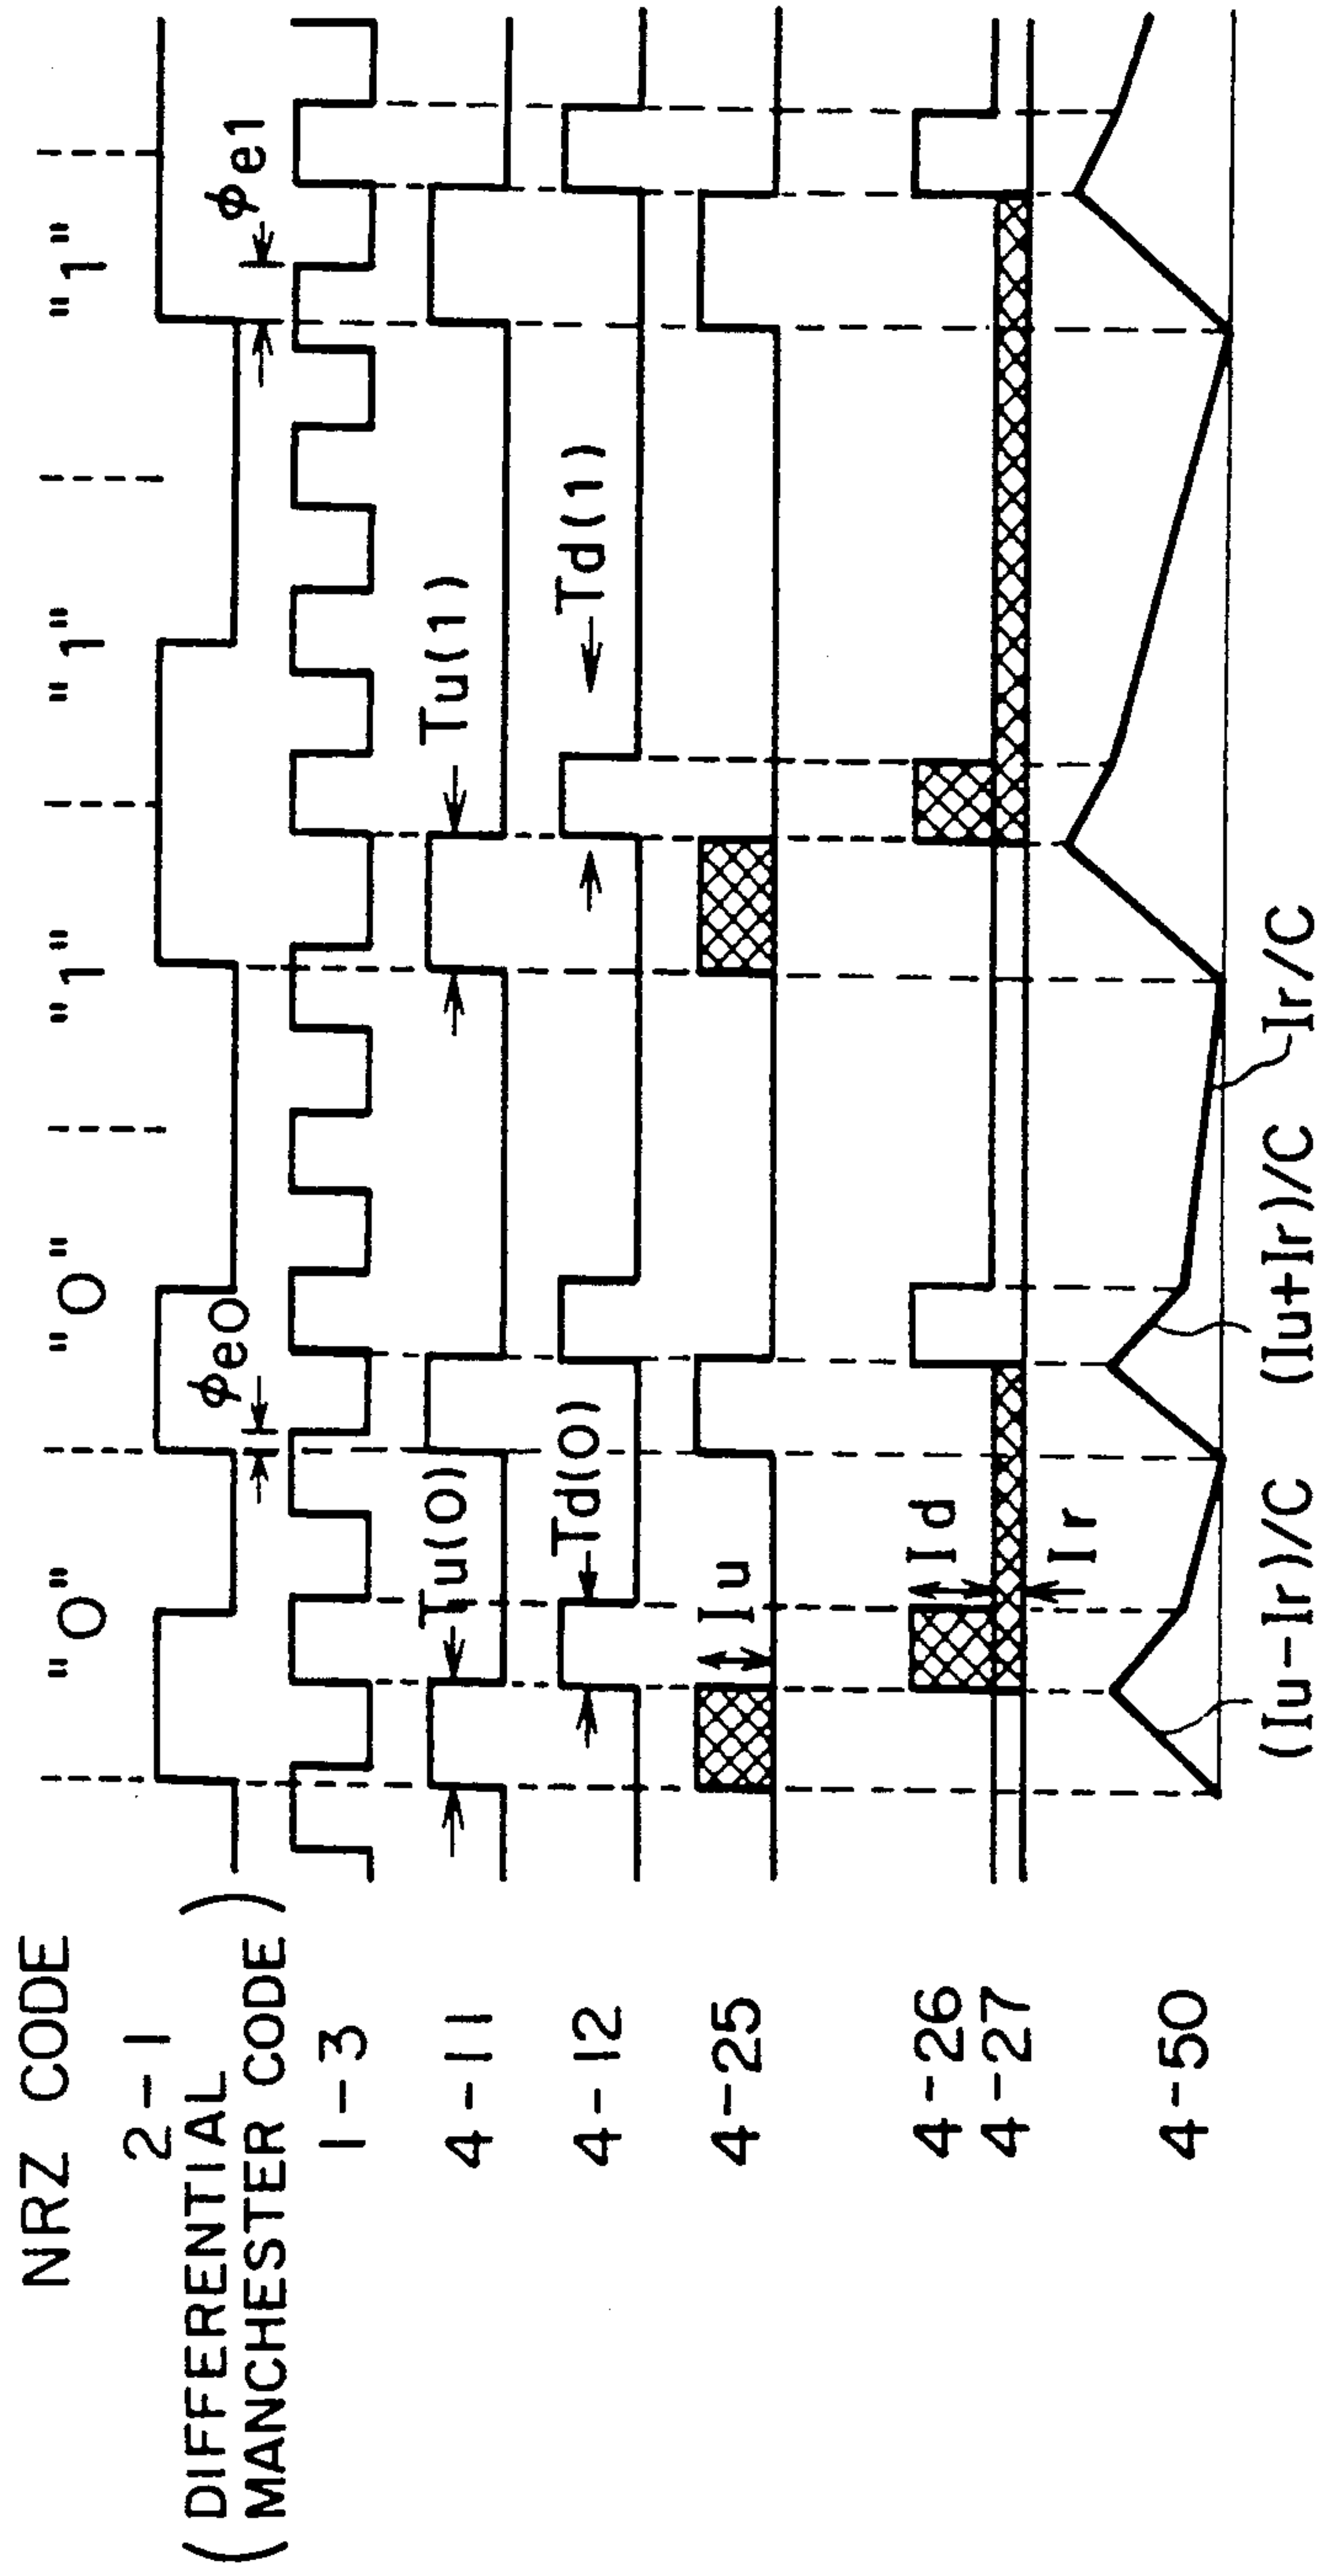 NRZ CODE
"0" "0" "1" "1" "1"
2-1
(DIFFERENTIAL
MANCHESTER CODE)
φe0 φe1
1-3
4-11
Tu(0) Tu(1)
4-12
Td(0) Td(1)
4-25
Iu
4-26
Id
4-27
Ir
4-50
(Iu-Ir)/C (Iu+Ir)/C Ir/C